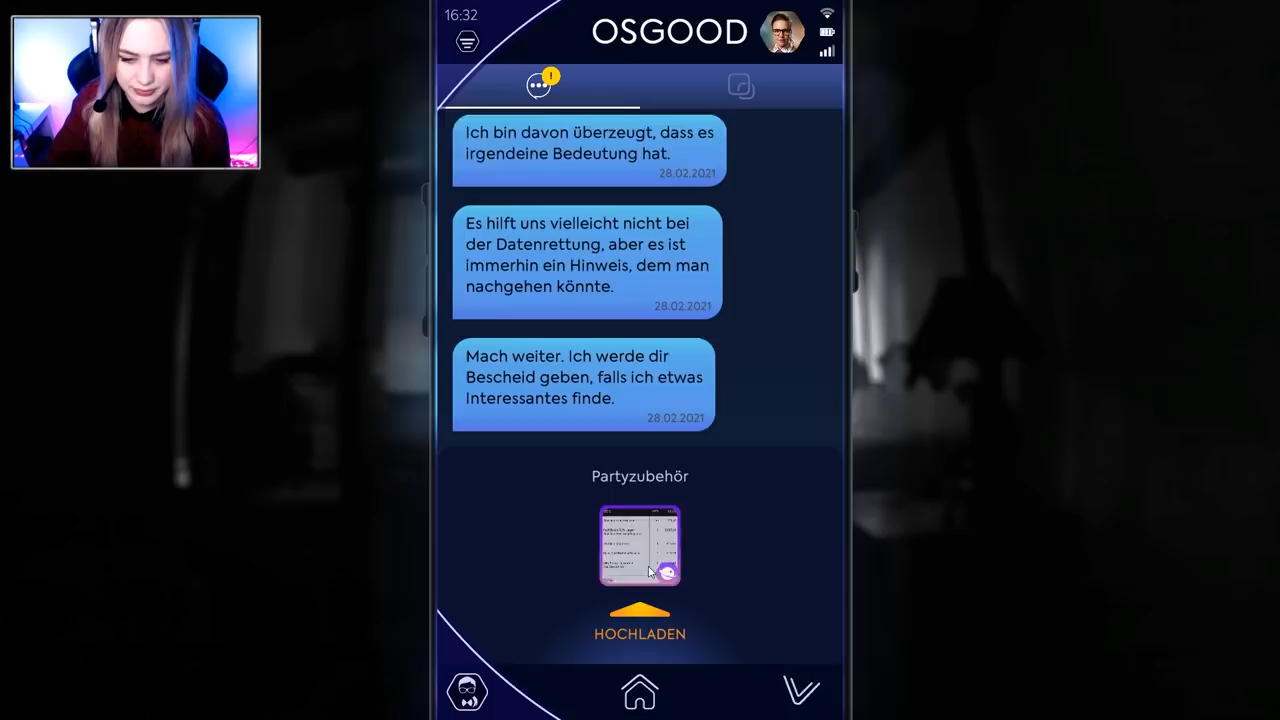 16:32
OSGOOD
!
Ich bin davon überzeugt, dass es
irgendeine Bedeutung hat.
28.02.2021
Es hilft uns vielleicht nicht bei
der Datenrettung, aber es ist
immerhin ein Hinweis, dem man
nachgehen könnte.
28.02.2021
Mach weiter. Ich werde dir
Bescheid geben, falls ich etwas
Interessantes finde.
28.02.2021
Partyzubehör
HOCHLADEN